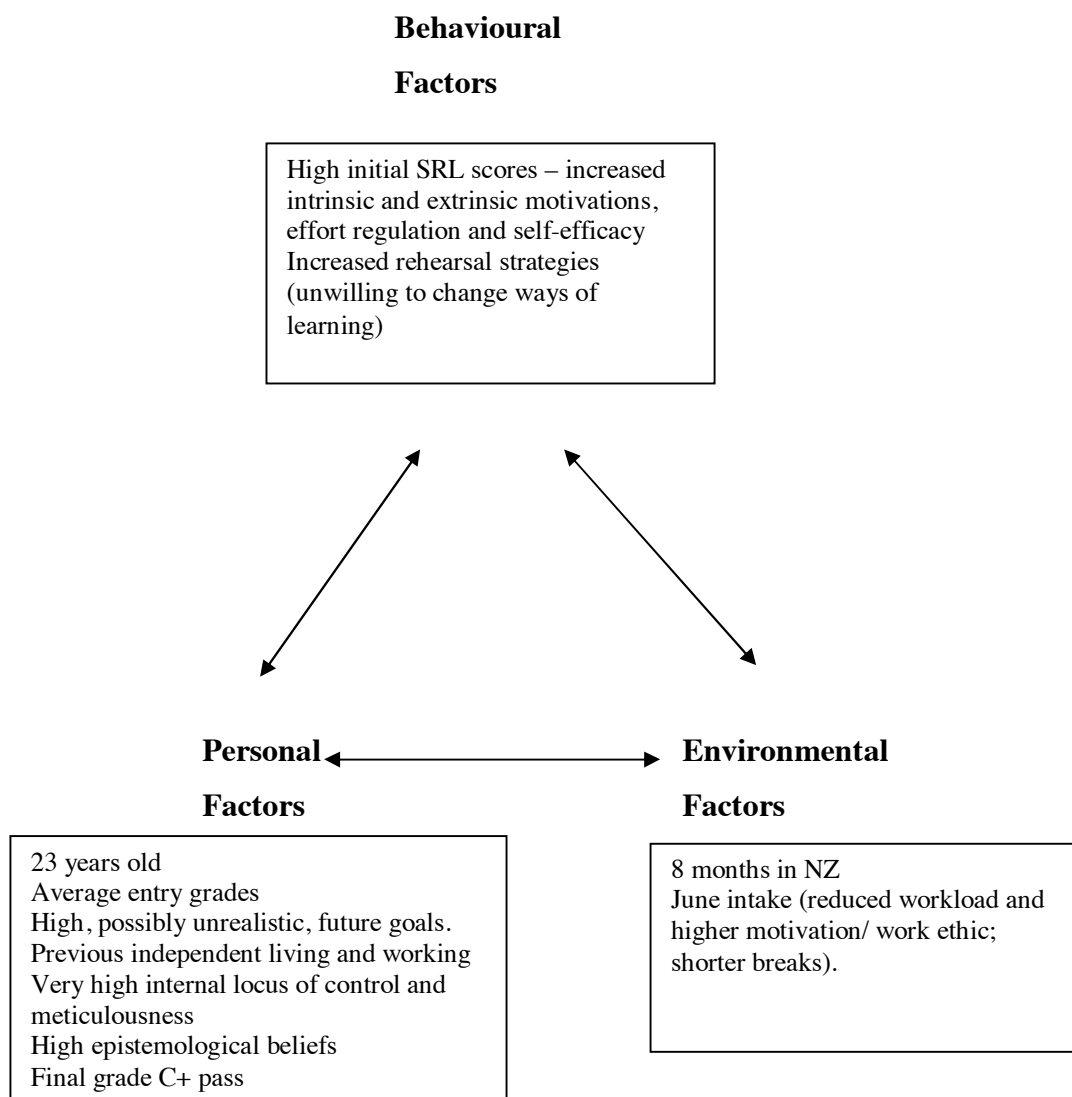 Behavioural
Factors
High initial SRL scores – increased
intrinsic and extrinsic motivations,
effort regulation and self-efficacy
Increased rehearsal strategies
(unwilling to change ways of
learning)
Personal
Factors
23 years old
Average entry grades
High, possibly unrealistic, future goals.
Previous independent living and working
Very high internal locus of control and
meticulousness
High epistemological beliefs
Final grade C+ pass
Environmental
Factors
8 months in NZ
June intake (reduced workload and
higher motivation/ work ethic;
shorter breaks).